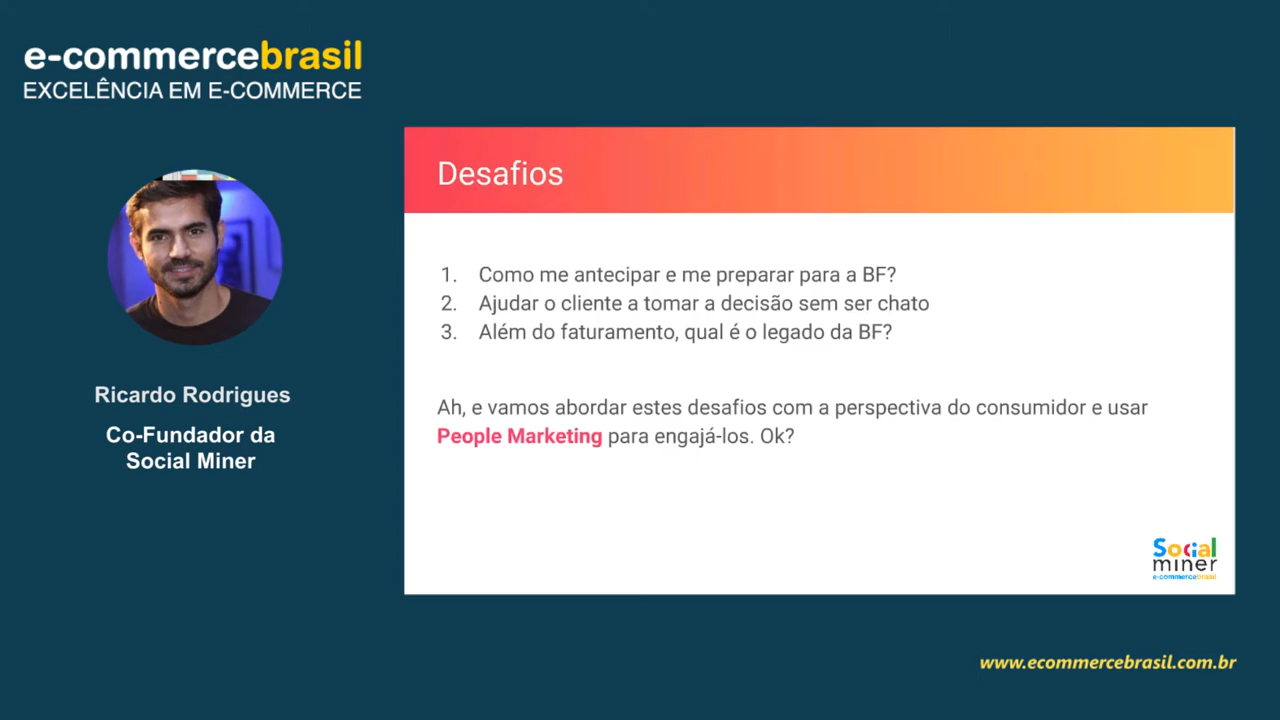 e-commercebrasil
EXCELÊNCIA EM E-COMMERCE
Ricardo Rodrigues
Co-Fundador da
Social Miner
Desafios
1. Como me antecipar e me preparar para a BF?
2. Ajudar o cliente a tomar a decisão sem ser chato
3. Além do faturamento, qual é o legado da BF?
Ah, e vamos abordar estes desafios com a perspectiva do consumidor e usar
People Marketing para engajá-los. Ok?
Social
miner
e-commercebrasil
www.ecommercebrasil.com.br